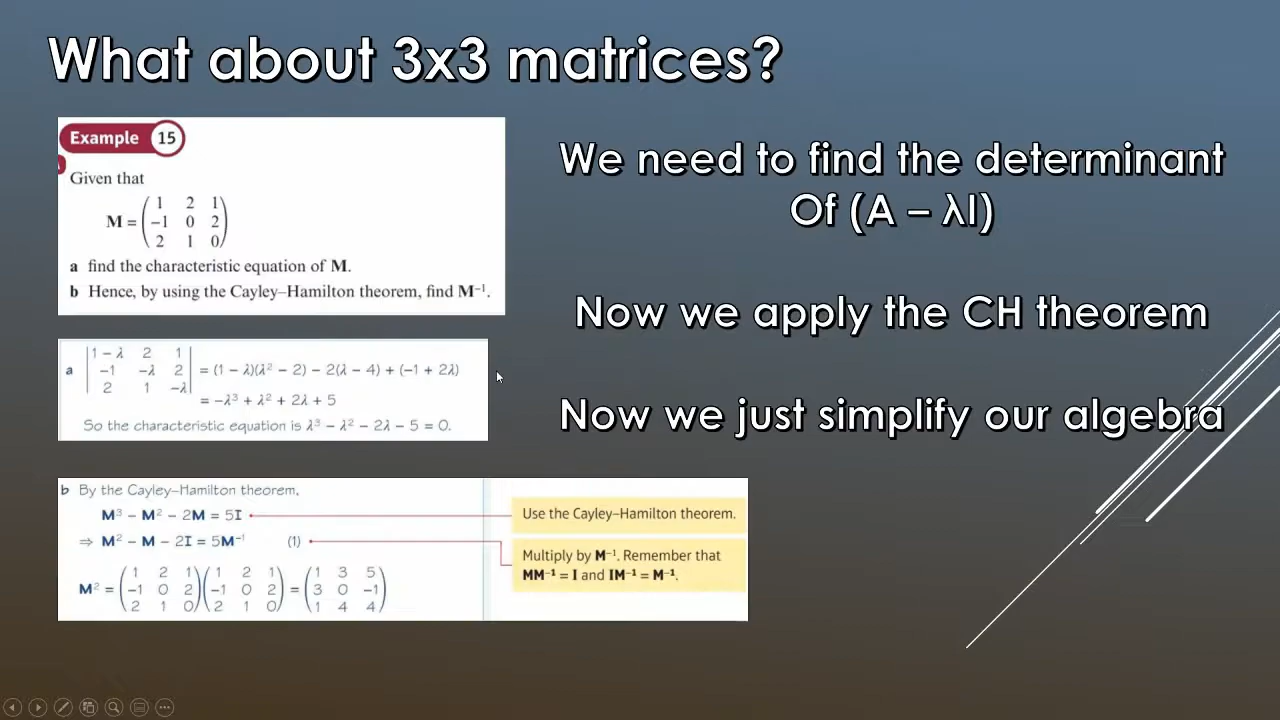 What about 3x3 matrices?
Example 15
Given that
M = ( 1 2 1
-1 0 2
2 1 0 )
a find the characteristic equation of M.
b Hence, by using the Cayley–Hamilton theorem, find M⁻¹.
We need to find the determinant
Of (A – λI)
Now we apply the CH theorem
Now we just simplify our algebra
a | 1 – λ 2 1
-1 -λ 2
2 1 -λ | = (1 – λ)(λ² – 2) – 2(λ – 4) + (-1 + 2λ)
= -λ³ + λ² + 2λ + 5
So the characteristic equation is λ³ – λ² – 2λ – 5 = 0.
b By the Cayley–Hamilton theorem,
M³ – M² – 2M = 5I
⇒ M² – M – 2I = 5M⁻¹ (1)
M² = ( 1 2 1 ) ( 1 2 1 ) = ( 1 3 5 )
( -1 0 2 ) ( -1 0 2 ) ( 3 0 -1 )
( 2 1 0 ) ( 2 1 0 ) ( 1 4 4 )
Use the Cayley–Hamilton theorem.
Multiply by M⁻¹. Remember that
MM⁻¹ = I and IM⁻¹ = M⁻¹.